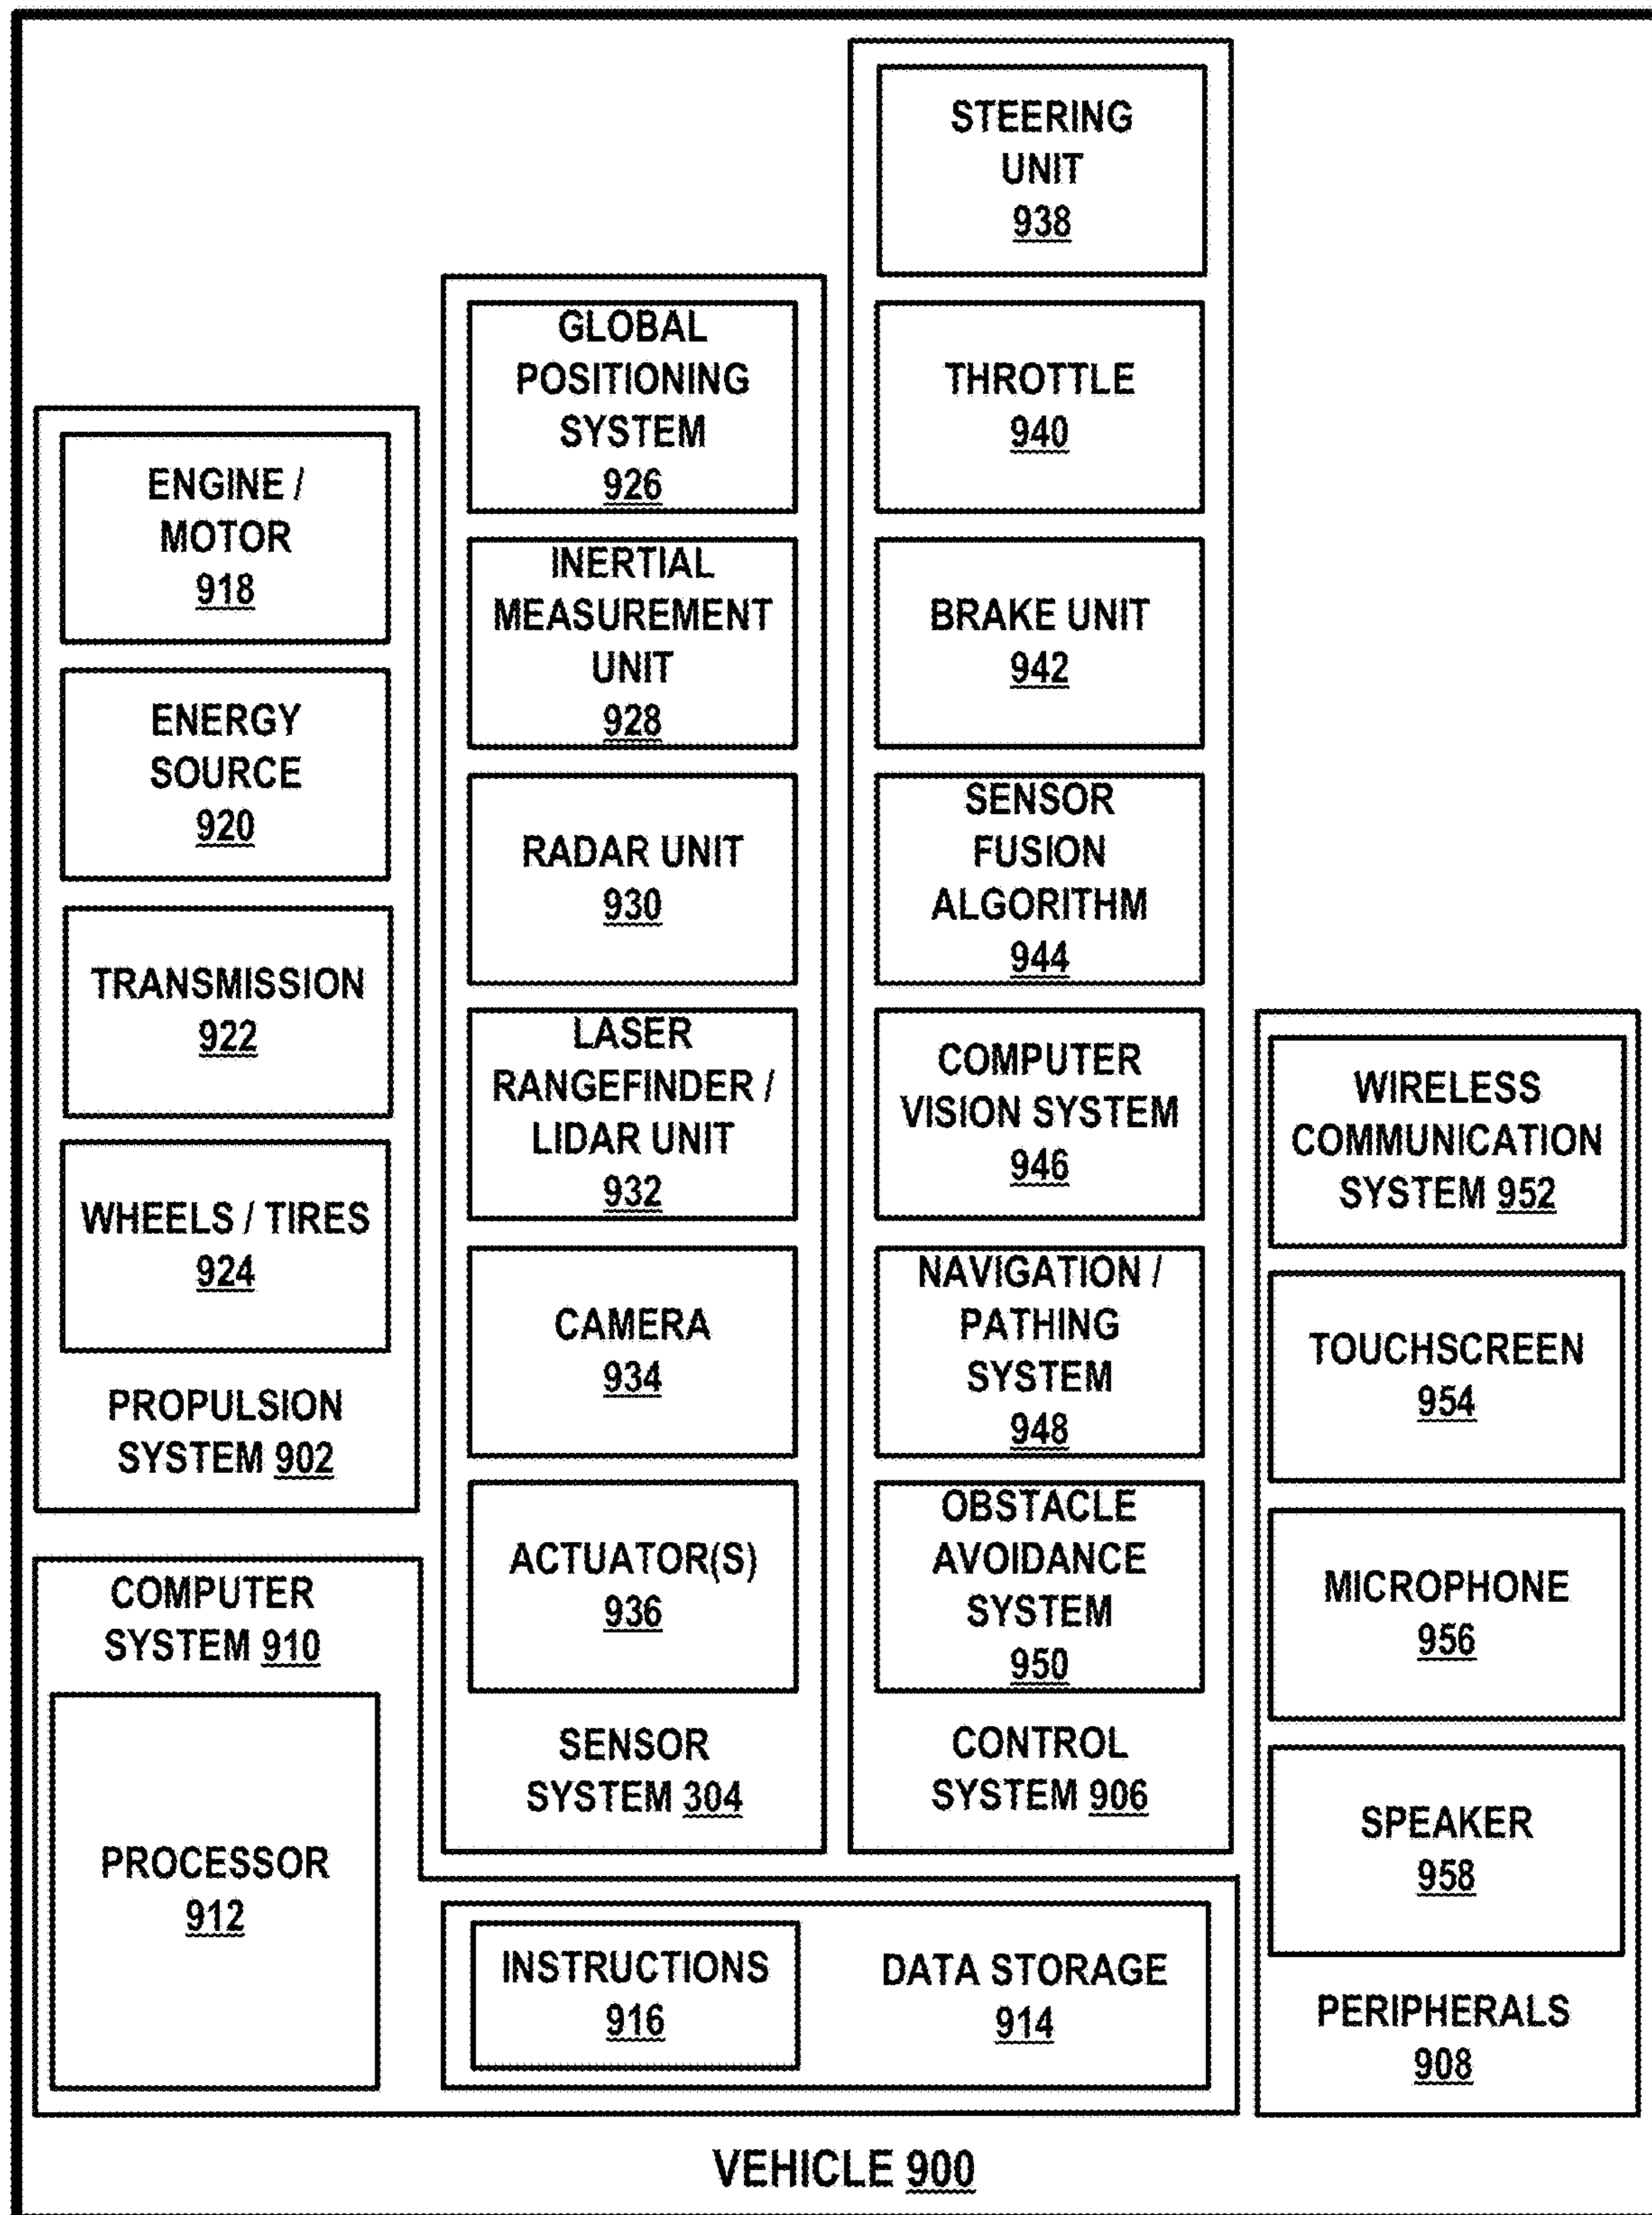 ENGINE /
MOTOR
918
ENERGY
SOURCE
920
TRANSMISSION
922
WHEELS / TIRES
924
PROPULSION
SYSTEM 902
COMPUTER
SYSTEM 910
PROCESSOR
912
GLOBAL
POSITIONING
SYSTEM
926
INERTIAL
MEASUREMENT
UNIT
928
RADAR UNIT
930
LASER
RANGEFINDER /
LIDAR UNIT
932
CAMERA
934
ACTUATOR(S)
936
SENSOR
SYSTEM 304
STEERING
UNIT
938
THROTTLE
940
BRAKE UNIT
942
SENSOR
FUSION
ALGORITHM
944
COMPUTER
VISION SYSTEM
946
NAVIGATION /
PATHING
SYSTEM
948
OBSTACLE
AVOIDANCE
SYSTEM
950
CONTROL
SYSTEM 906
INSTRUCTIONS
916
DATA STORAGE
914
WIRELESS
COMMUNICATION
SYSTEM 952
TOUCHSCREEN
954
MICROPHONE
956
SPEAKER
958
PERIPHERALS
908
VEHICLE 900